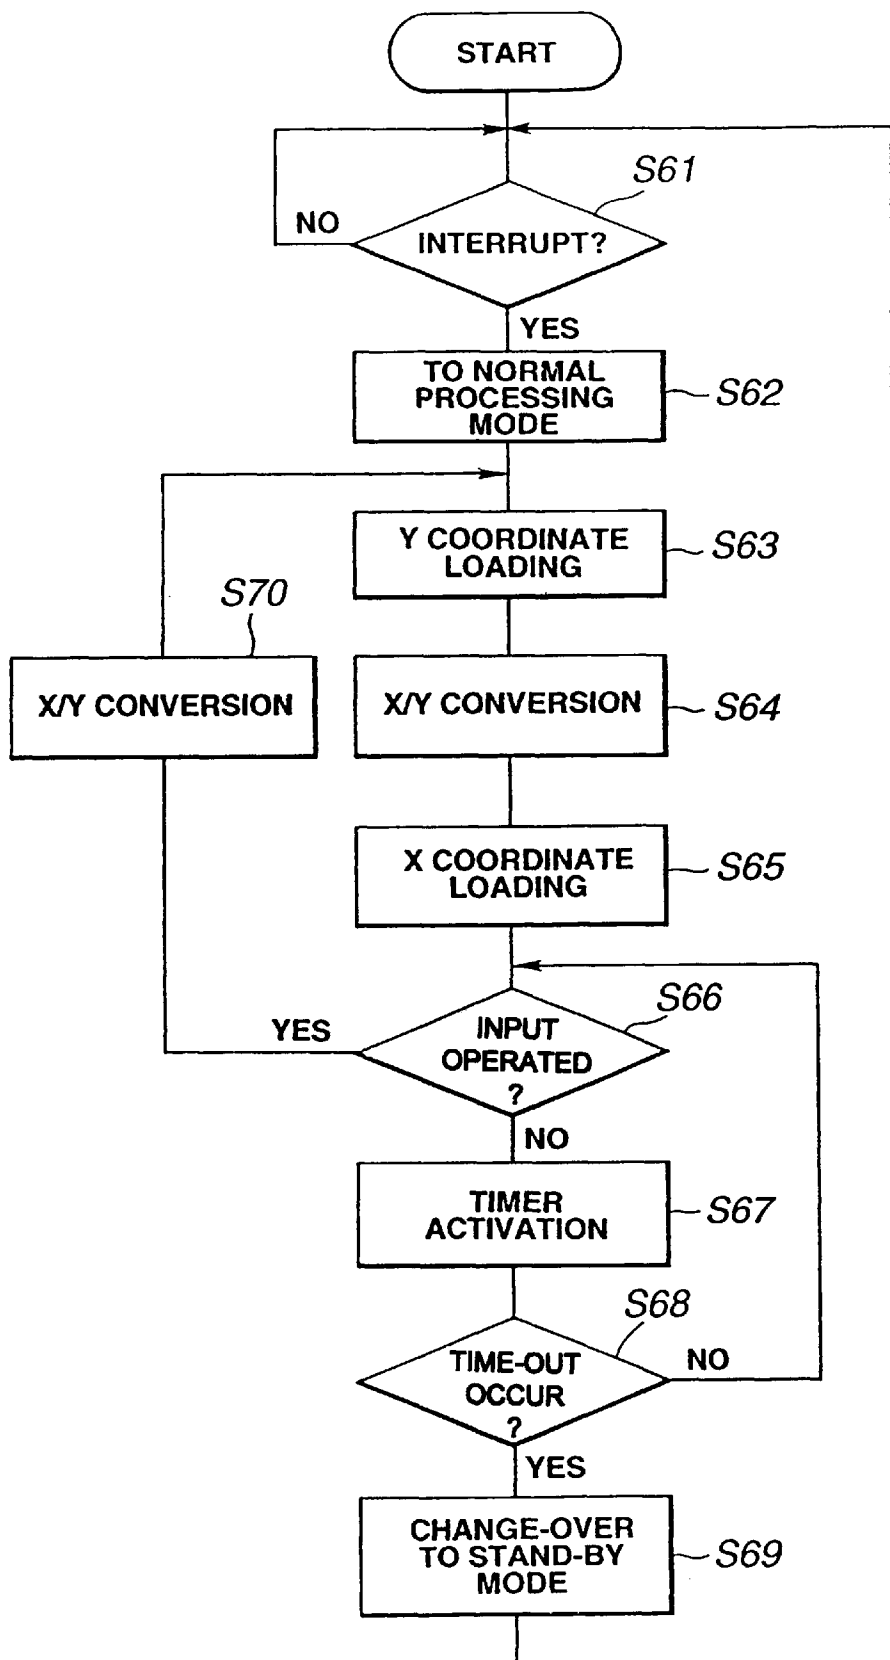 START
S61
NO
INTERRUPT?
YES
TO NORMAL
PROCESSING
MODE
S62
Y COORDINATE
LOADING
S63
S70
X/Y CONVERSION
X/Y CONVERSION
S64
X COORDINATE
LOADING
S65
S66
YES
INPUT
OPERATED
?
NO
TIMER
ACTIVATION
S67
S68
TIME-OUT
OCCUR
?
NO
YES
CHANGE-OVER
TO STAND-BY
MODE
S69